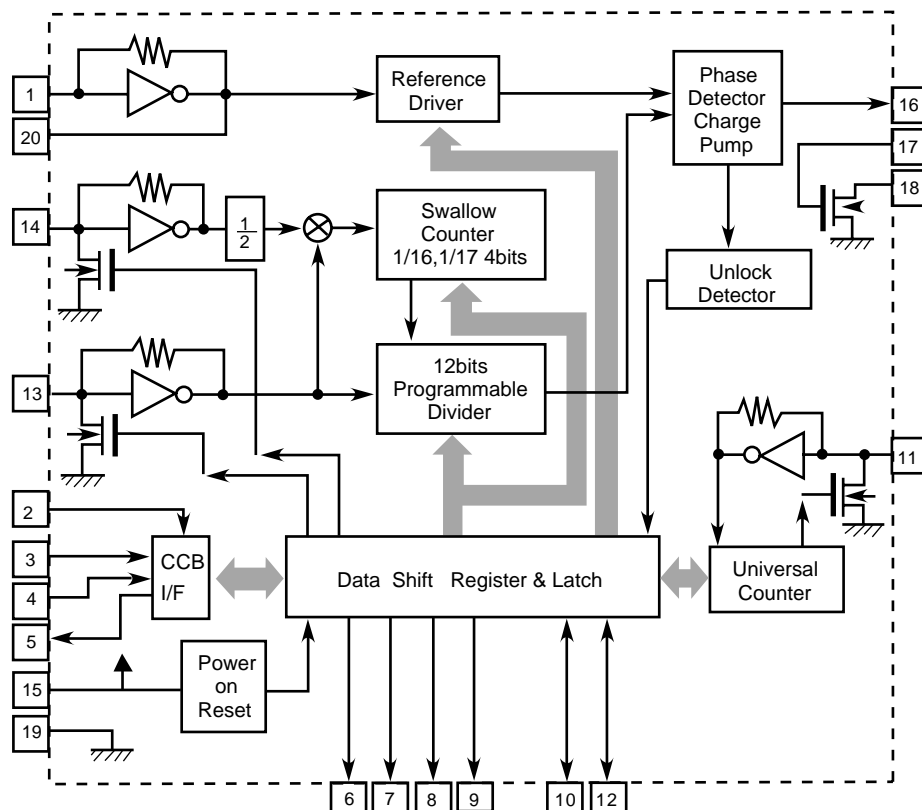 1
20
Reference
Driver
Phase
Detector
Charge
Pump
16
17
18
14
1
2
Swallow
Counter
1/16,1/17 4bits
Unlock
Detector
13
12bits
Programmable
Divider
11
2
3
4
5
CCB
I/F
Data Shift Register & Latch
Universal
Counter
15
Power
on
Reset
19
6
7
8
9
10
12